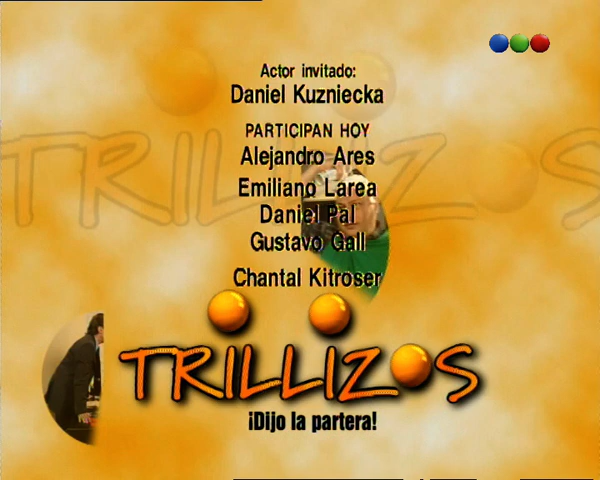 Actor invitado:
Daniel Kuzniecka
PARTICIPAN HOY
Alejandro Ares
Emiliano Larea
Daniel Pal
Gustavo Gall
Chantal Kitroser
TRILLIZOS
TRILLIZOS
¡Dijo la partera!